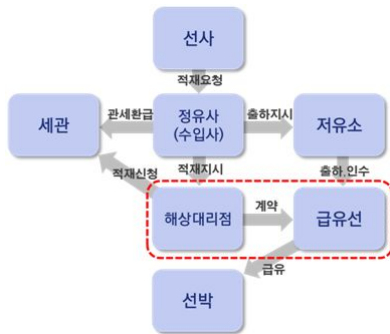 선사
적재요청
세관
관세환급
정유사
(수입사)
출하지시
저유소
적재신청
적재지시
출하.인수
해상대리점
계약
급유선
급유
선박